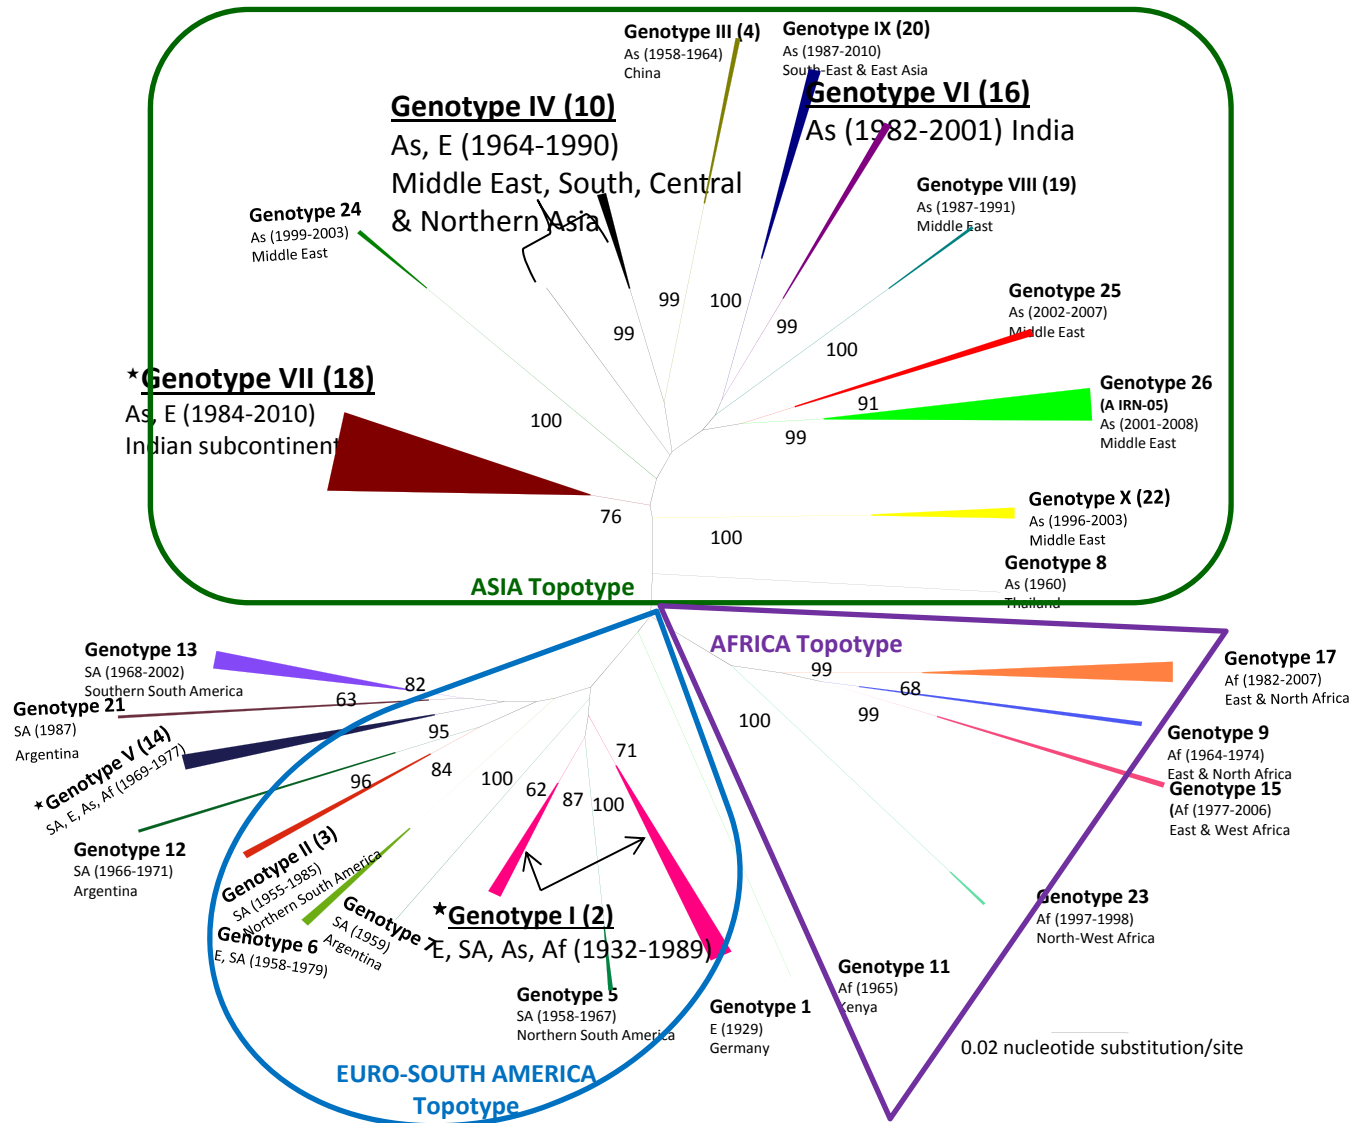 Genotype III (4)
As (1958-1964)
China
Genotype IX (20)
As (1987-2010)
South-East & East Asia
Genotype IV (10)
As, E (1964-1990)
Middle East, South, Central
& Northern Asia
Genotype VI (16)
As (1982-2001) India
Genotype 24
As (1999-2003)
Middle East
Genotype VIII (19)
As (1987-1991)
Middle East
99
99
100
99
100
Genotype 25
As (2002-2007)
Middle East
★Genotype VII (18)
As, E (1984-2010)
Indian subcontinent
100
91
99
Genotype 26
(A IRN-05)
As (2001-2008)
Middle East
76
100
Genotype X (22)
As (1996-2003)
Middle East
Genotype 8
As (1960)
Thailand
ASIA Topotype
AFRICA Topotype
Genotype 13
SA (1968-2002)
Southern South America
82
63
Genotype 21
SA (1987)
Argentina
★Genotype V (14)
SA, E, As, Af (1969-1977)
95
96
84
100
62
87
100
71
99
68
99
100
Genotype 17
Af (1982-2007)
East & North Africa
Genotype 9
Af (1964-1974)
East & North Africa
Genotype 15
(Af (1977-2006)
East & West Africa
Genotype 12
SA (1966-1971)
Argentina
Genotype II (3)
SA (1955-1985)
Northern South America
Genotype 6
E, SA (1958-1979)
Genotype 7
SA (1959)
Argentina
★Genotype I (2)
E, SA, As, Af (1932-1989)
Genotype 23
Af (1997-1998)
North-West Africa
Genotype 5
SA (1958-1967)
Northern South America
Genotype 1
E (1929)
Germany
Genotype 11
Af (1965)
Kenya
0.02 nucleotide substitution/site
EURO-SOUTH AMERICA
Topotype